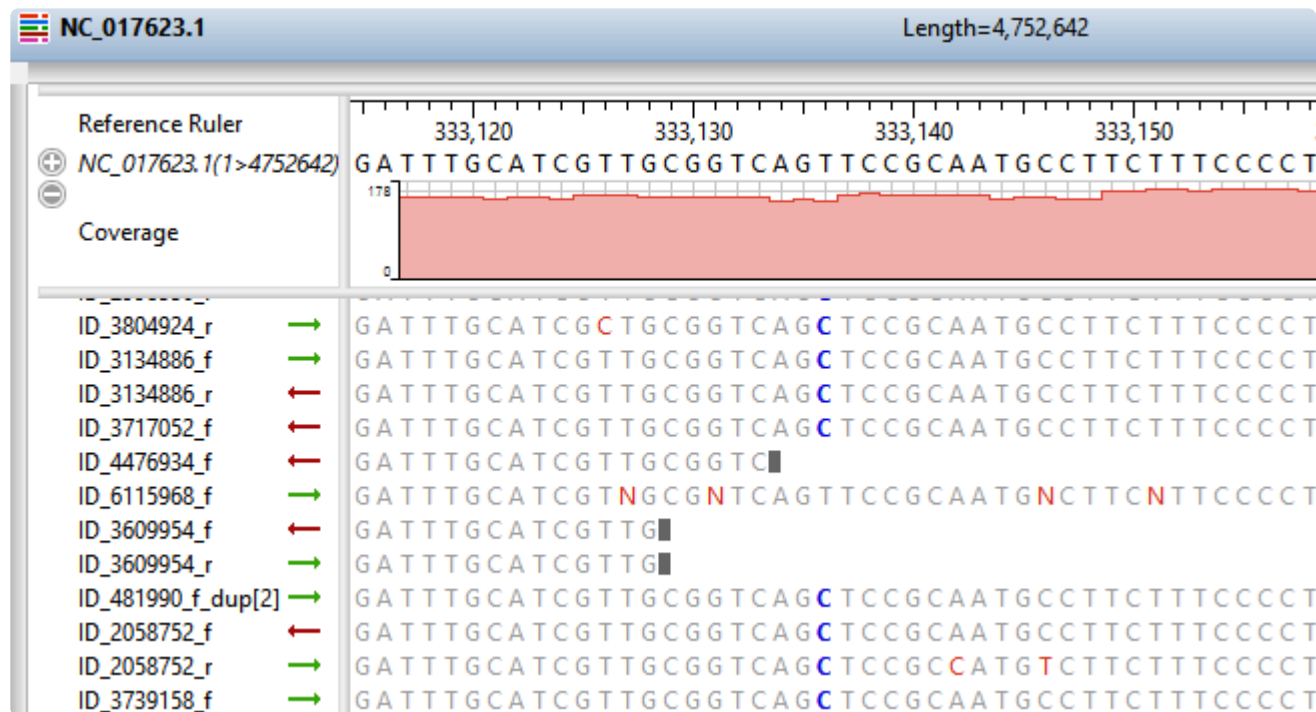 NC_017623.1 Length=4,752,642
Reference Ruler 333,120 333,130 333,140 333,150
NC_017623.1(1>4752642) GATTTGCATCGTTGCGGTCAGTTCCGCAATGCCTTCTTTCCCCT
178
Coverage
0
ID_3804924_r GATTTGCATCGCTGCGGTCAGCTCCGCAATGCCTTCTTTCCCCT
ID_3134886_f GATTTGCATCGTTGCGGTCAGCTCCGCAATGCCTTCTTTCCCCT
ID_3134886_r GATTTGCATCGTTGCGGTCAGCTCCGCAATGCCTTCTTTCCCCT
ID_3717052_f GATTTGCATCGTTGCGGTCAGCTCCGCAATGCCTTCTTTCCCCT
ID_4476934_f GATTTGCATCGTTGCGGTC
ID_6115968_f GATTTGCATCGTNGCGNTCAGTTCCGCAATGNCTTCNTTCCCCT
ID_3609954_f GATTTGCATCGTTG
ID_3609954_r GATTTGCATCGTTG
ID_481990_f_dup[2] GATTTGCATCGTTGCGGTCAGCTCCGCAATGCCTTCTTTCCCCT
ID_2058752_f GATTTGCATCGTTGCGGTCAGCTCCGCAATGCCTTCTTTCCCCT
ID_2058752_r GATTTGCATCGTTGCGGTCAGCTCCGCCATGTCTTCTTTCCCCT
ID_3739158_f GATTTGCATCGTTGCGGTCAGCTCCGCAATGCCTTCTTTCCCCT